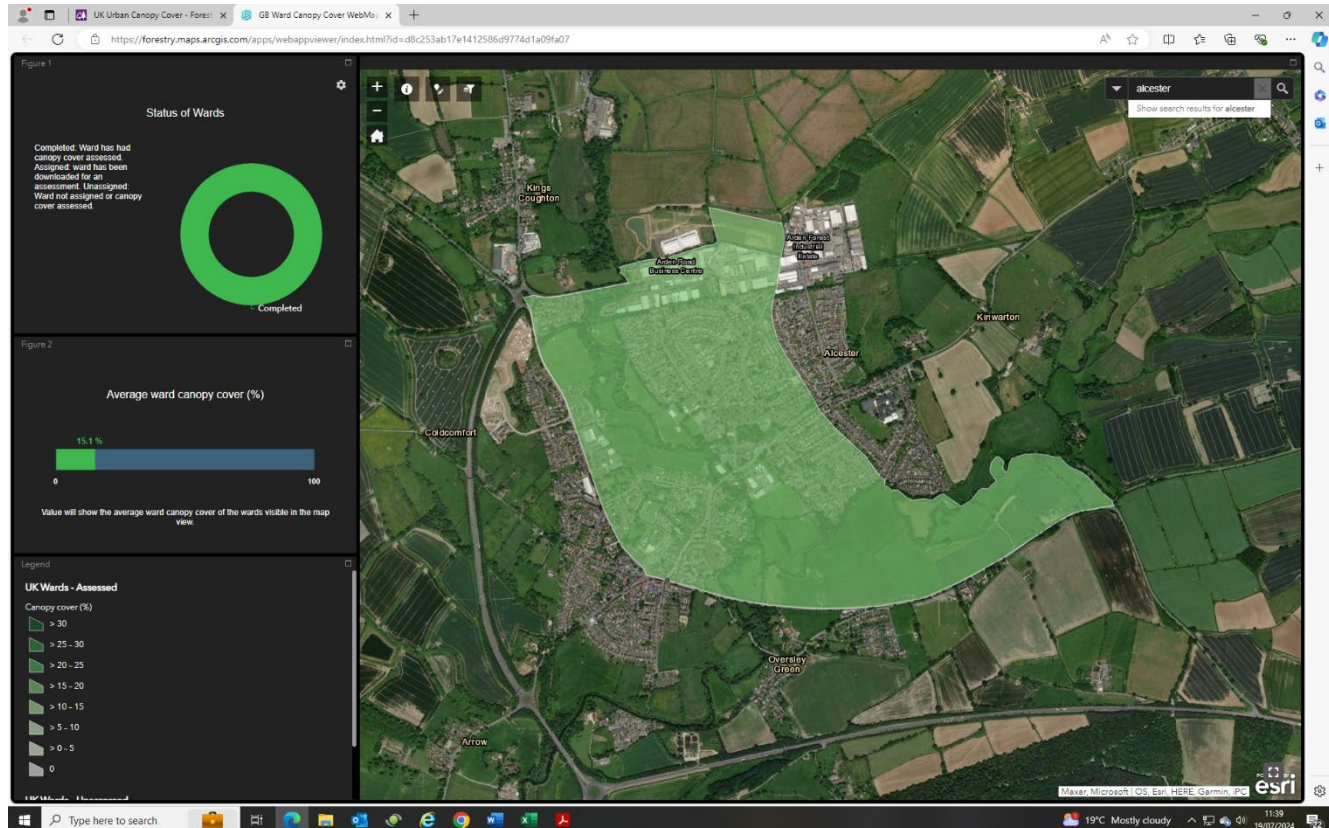 UK Urban Canopy Cover - Forest
GB Ward Canopy Cover WebMap
https://forestry.maps.arcgis.com/apps/webappviewer/index.html?id=d8c253ab17e1412586d9774d1a09fa07
Figure 1
Status of Wards
Completed: Ward has had
canopy cover assessed.
Assigned: ward has been
downloaded for an
assessment. Unassigned:
Ward not assigned or canopy
cover assessed.
Completed
Figure 2
Average ward canopy cover (%)
15.1 %
0
100
Value will show the average ward canopy cover of the wards visible in the map
view.
Legend
UK Wards - Assessed
Canopy cover (%)
> 30
> 25 - 30
> 20 - 25
> 15 - 20
> 10 - 15
> 5 - 10
> 0 - 5
0
UK Wards - Unassessed
+
−
alcester
Show search results for alcester
Kings
Coughton
Arden Forest
Industrial
Estate
Arden Road
Business Centre
Kinwarton
Alcester
Coldcomfort
Oversley
Green
Arrow
Maxar, Microsoft | OS, Esri, HERE, Garmin, IPC
POWERED BY
esri
Type here to search
19°C Mostly cloudy
11:39
19/07/2024